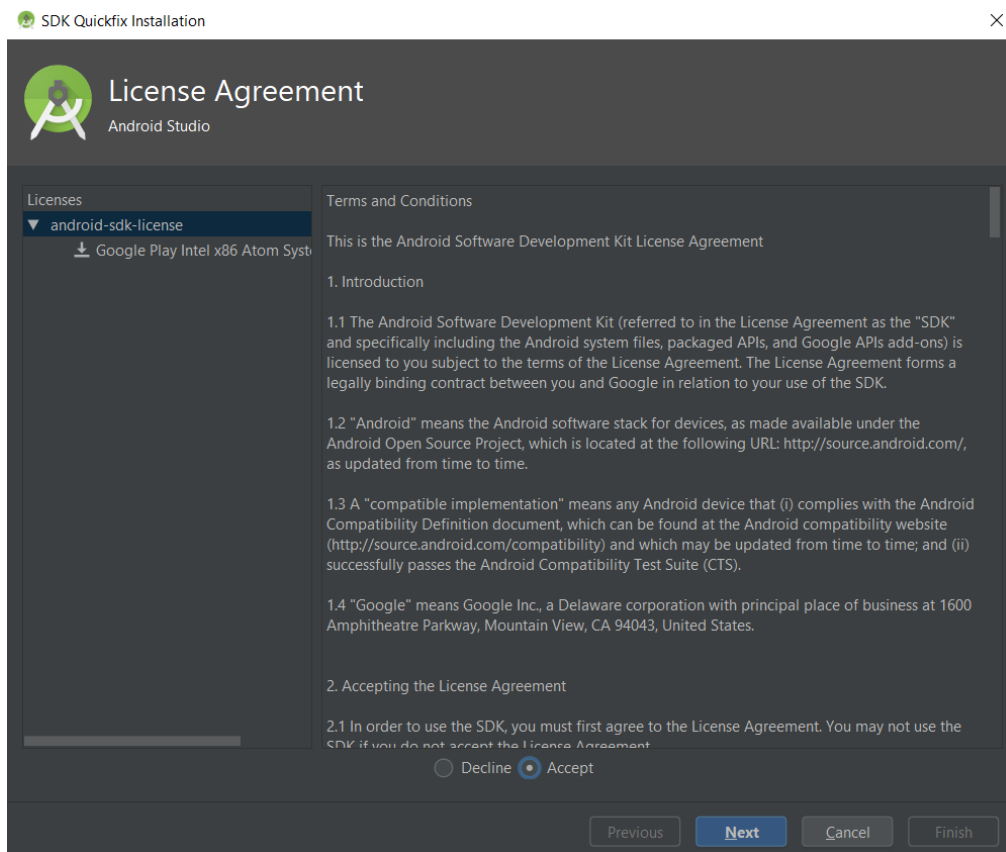 SDK Quickfix Installation
License Agreement
Android Studio
Licenses
android-sdk-license
Google Play Intel x86 Atom Syst
Terms and Conditions
This is the Android Software Development Kit License Agreement
1. Introduction
1.1 The Android Software Development Kit (referred to in the License Agreement as the "SDK"
and specifically including the Android system files, packaged APIs, and Google APIs add-ons) is
licensed to you subject to the terms of the License Agreement. The License Agreement forms a
legally binding contract between you and Google in relation to your use of the SDK.
1.2 "Android" means the Android software stack for devices, as made available under the
Android Open Source Project, which is located at the following URL: http://source.android.com/,
as updated from time to time.
1.3 A "compatible implementation" means any Android device that (i) complies with the Android
Compatibility Definition document, which can be found at the Android compatibility website
(http://source.android.com/compatibility) and which may be updated from time to time; and (ii)
successfully passes the Android Compatibility Test Suite (CTS).
1.4 "Google" means Google Inc., a Delaware corporation with principal place of business at 1600
Amphitheatre Parkway, Mountain View, CA 94043, United States.
2. Accepting the License Agreement
2.1 In order to use the SDK, you must first agree to the License Agreement. You may not use the
SDK if you do not accept the License Agreement
Decline Accept
Previous Next Cancel Finish